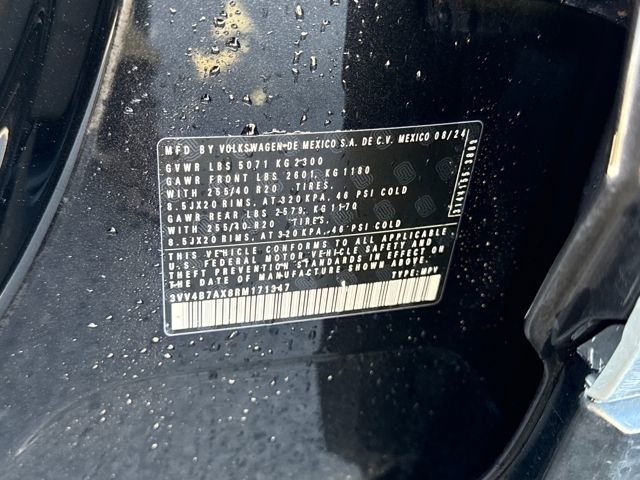 MFD BY VOLKSWAGEN DE MEXICO S.A. DE C.V. MEXICO 08/24
GVWR LBS 5071 KG 2300
GAWR FRONT LBS 2601, KG 1180
WITH 255/40 R20 TIRES,
8.5JX20 RIMS, AT 320 KPA, 46 PSI COLD
GAWR REAR LBS 2579, KG 1170
WITH 255/40 R20 TIRES,
8.5JX20 RIMS, AT 320 KPA, 46 PSI COLD
THIS VEHICLE CONFORMS TO ALL APPLICABLE
U.S. FEDERAL MOTOR VEHICLE SAFETY AND
THEFT PREVENTION STANDARDS IN EFFECT ON
DATE OF MANUFACTURE SHOWN ABOVE.
TYPE: MPV
3VV4B7AX8RM171347